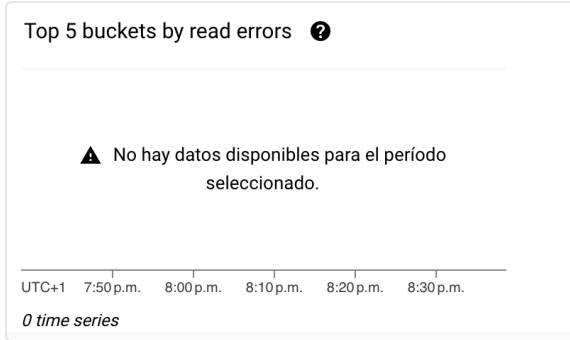 Top 5 buckets by read errors
No hay datos disponibles para el período
seleccionado.
UTC+1 7:50 p.m. 8:00 p.m. 8:10 p.m. 8:20 p.m. 8:30 p.m.
0 time series